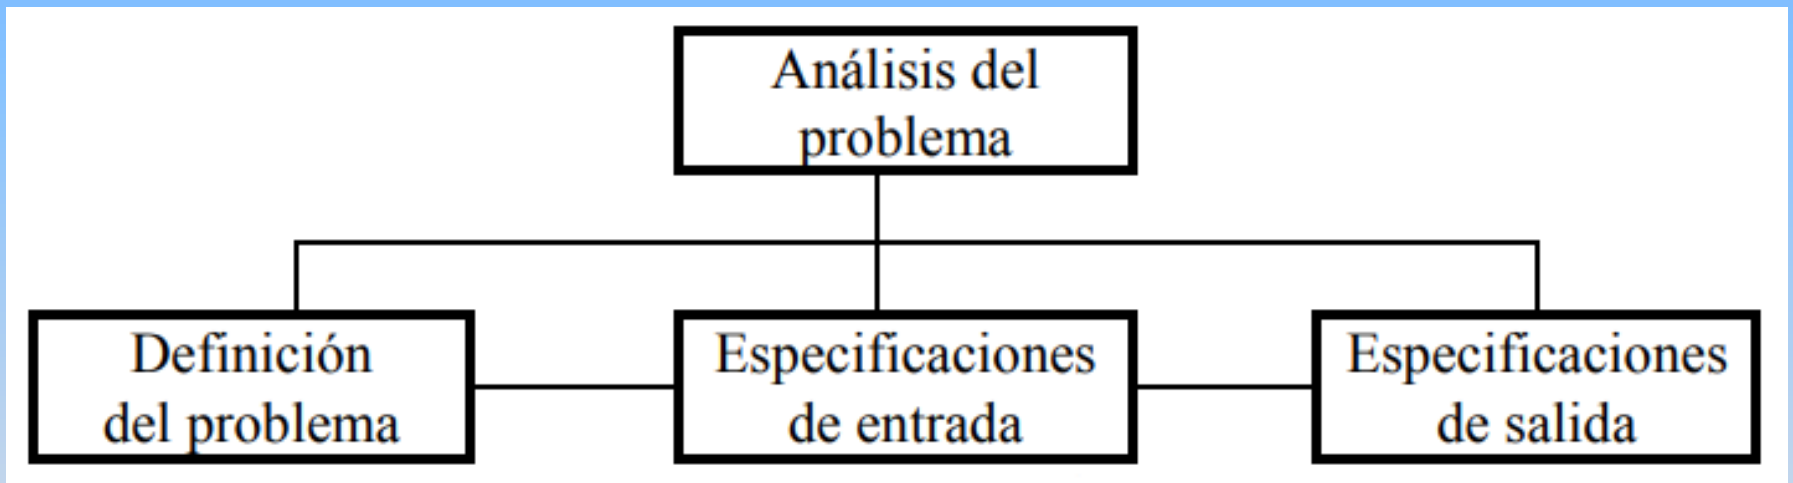 Análisis del
problema
Definición
del problema
Especificaciones
de entrada
Especificaciones
de salida